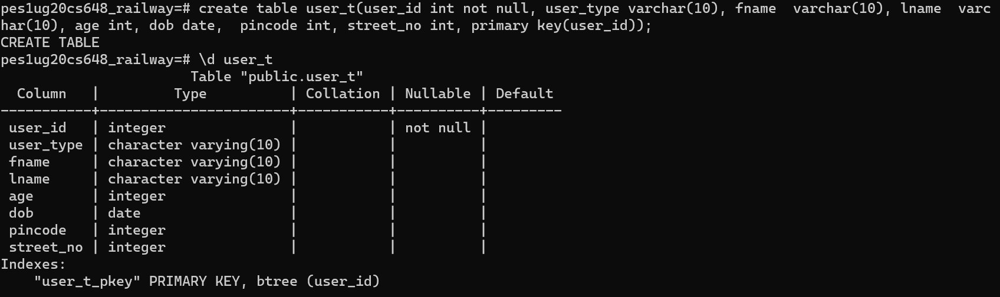 pes1ug20cs648_railway=# create table user_t(user_id int not null, user_type varchar(10), fname  varchar(10), lname  varc
har(10), age int, dob date,  pincode int, street_no int, primary key(user_id));
CREATE TABLE
pes1ug20cs648_railway=# \d user_t
                       Table "public.user_t"
  Column   |         Type          | Collation | Nullable | Default
-----------+-----------------------+-----------+----------+---------
 user_id   | integer               |           | not null |
 user_type | character varying(10) |           |          |
 fname     | character varying(10) |           |          |
 lname     | character varying(10) |           |          |
 age       | integer               |           |          |
 dob       | date                  |           |          |
 pincode   | integer               |           |          |
 street_no | integer               |           |          |
Indexes:
    "user_t_pkey" PRIMARY KEY, btree (user_id)